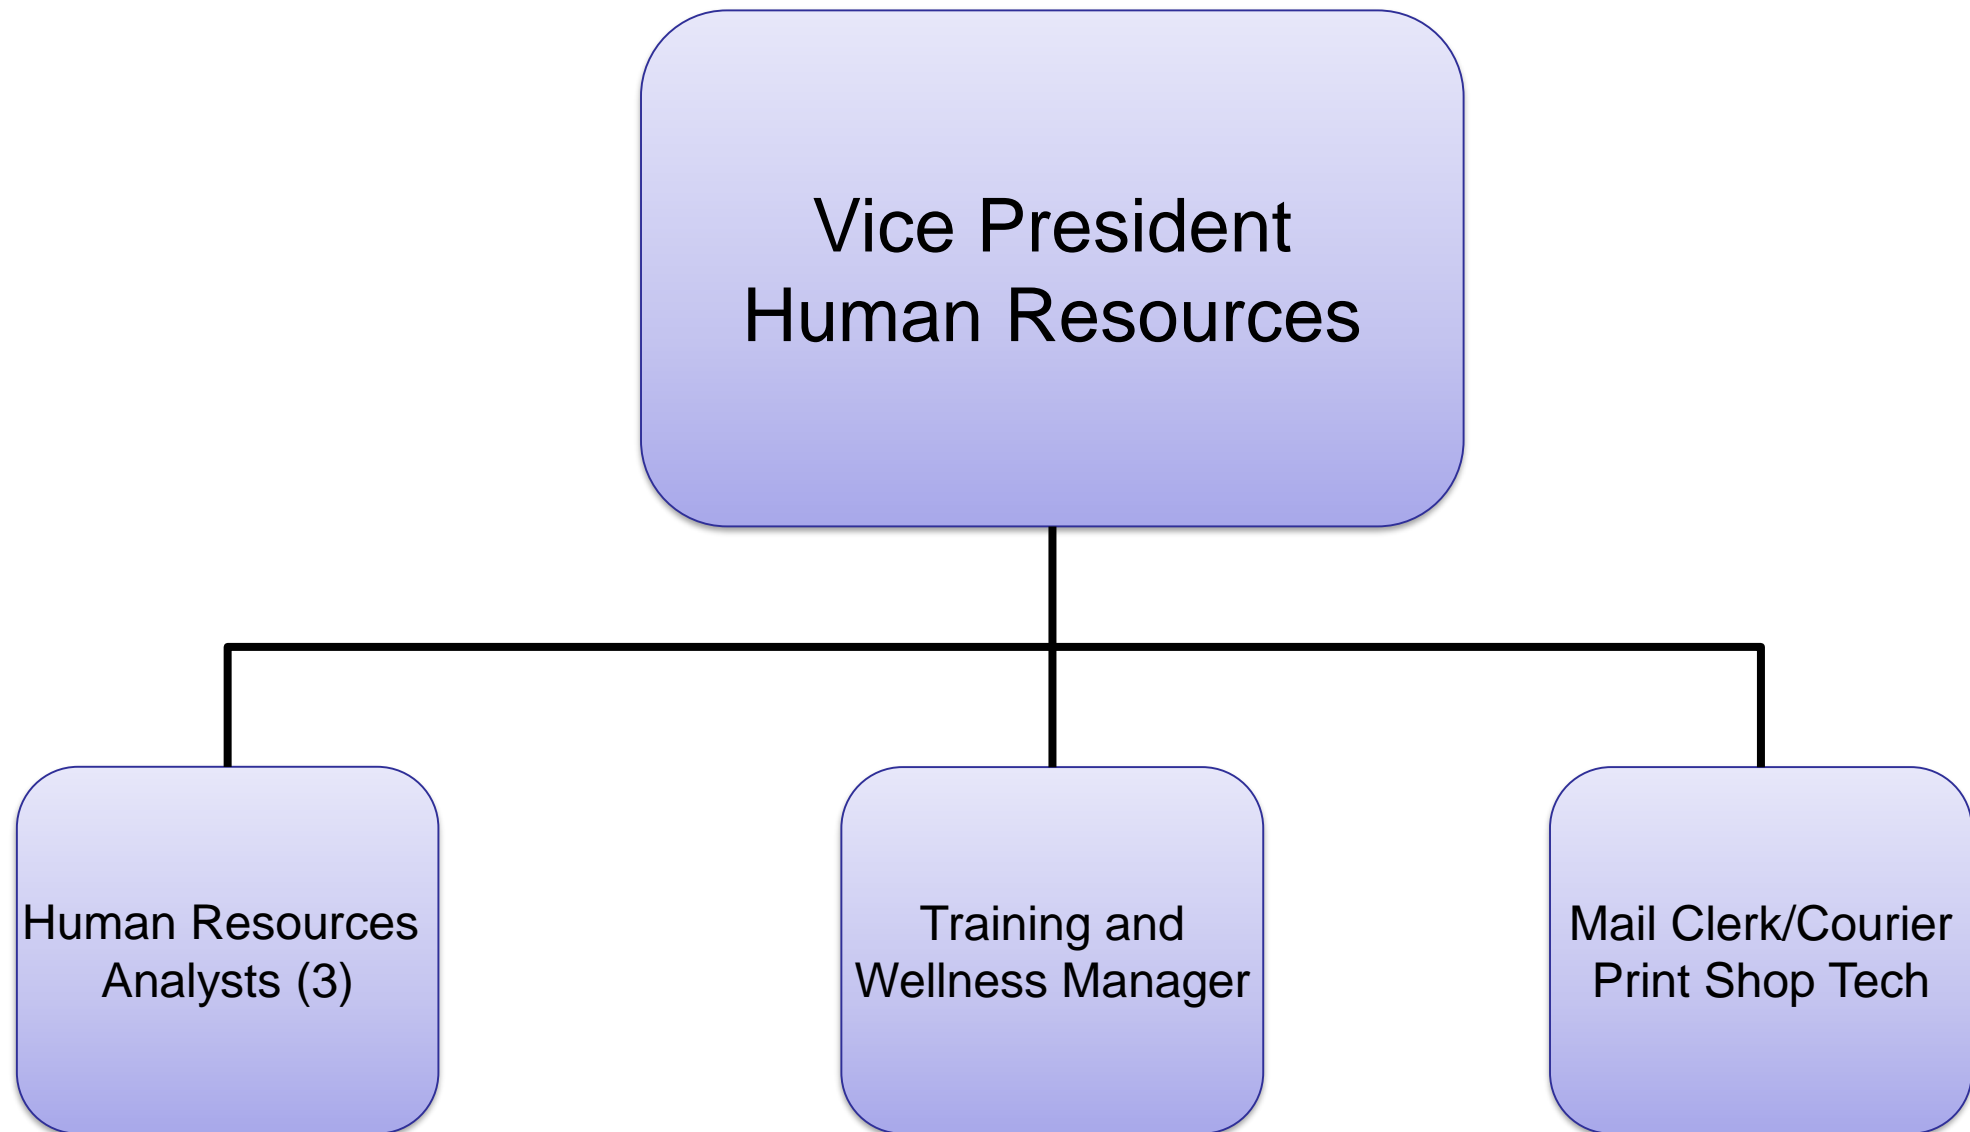 Vice President
Human Resources
Human Resources
Analysts (3)
Training and
Wellness Manager
Mail Clerk/Courier
Print Shop Tech